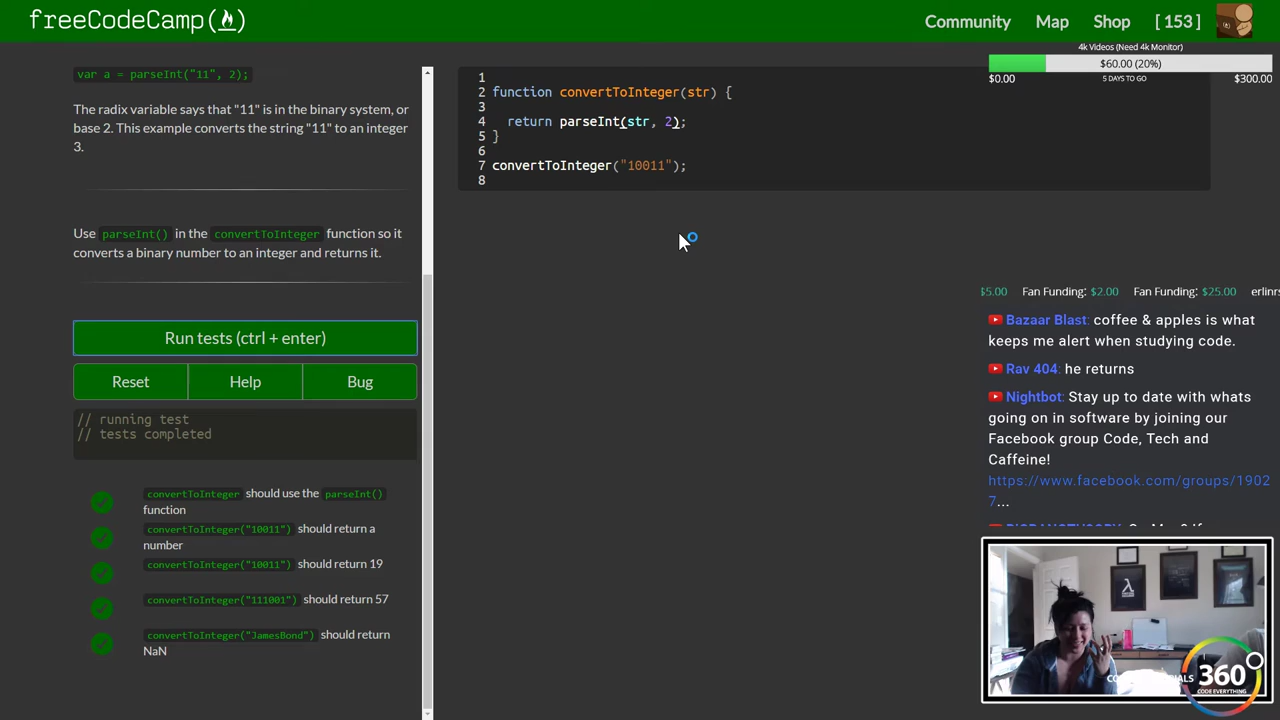 freeCodeCamp
Community Map Shop [ 153 ]
4k Videos (Need 4k Monitor)
$60.00 (20%)
$0.00 5 DAYS TO GO $300.00
var a = parseInt("11", 2);
The radix variable says that "11" is in the binary system, or
base 2. This example converts the string "11" to an integer
3.
Use parseInt() in the convertToInteger function so it
converts a binary number to an integer and returns it.
Run tests (ctrl + enter)
Reset Help Bug
// running test
// tests completed
convertToInteger should use the parseInt()
function
convertToInteger("10011") should return a
number
convertToInteger("10011") should return 19
convertToInteger("111001") should return 57
convertToInteger("JamesBond") should return
NaN
1
2 function convertToInteger(str) {
3
4 return parseInt(str, 2);
5 }
6
7 convertToInteger("10011");
8
$5.00 Fan Funding: $2.00 Fan Funding: $25.00 erlinrs
Bazaar Blast: coffee & apples is what
keeps me alert when studying code.
Rav 404: he returns
Nightbot: Stay up to date with whats
going on in software by joining our
Facebook group Code, Tech and
Caffeine!
https://www.facebook.com/groups/1902
7...
360
CODE EVERYTHING